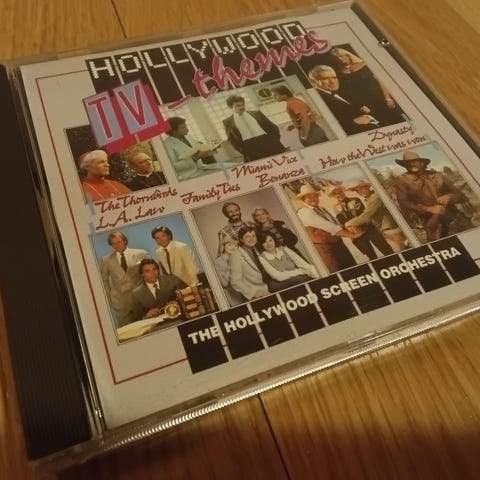 HOLLYWOOD
TV-themes
The Thornbirds
Miami Vice
Dynasty
L.A. Law
Family Ties
Bonanza
How the West was won
THE HOLLYWOOD SCREEN ORCHESTRA